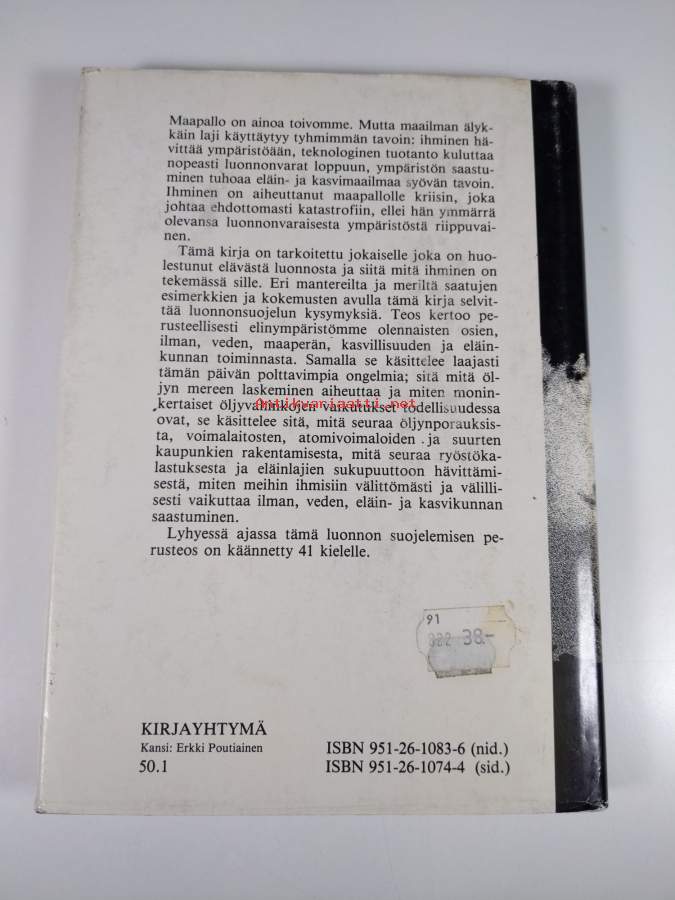 Maapallo on ainoa toivomme. Mutta maailman älyk-
käin laji käyttäytyy tyhmimmän tavoin: ihminen hä-
vittää ympäristöään, teknologinen tuotanto kuluttaa
nopeasti luonnonvarat loppuun, ympäristön saastu-
minen tuhoaa eläin- ja kasvimaailmaa syövän tavoin.
Ihminen on aiheuttanut maapallolle kriisin, joka
johtaa ehdottomasti katastrofiin, ellei hän ymmärrä
olevansa luonnonvaraisesta ympäristöstä riippuvai-
nen.
Tämä kirja on tarkoitettu jokaiselle joka on huo-
lestunut elävästä luonnosta ja siitä mitä ihminen on
tekemässä sille. Eri mantereilta ja meriltä saatujen
esimerkkien ja kokemusten avulla tämä kirja selvit-
tää luonnonsuojelun kysymyksiä. Teos kertoo pe-
rusteellisesti elinympäristömme olennaisten osien,
ilman, veden, maaperän, kasvillisuuden ja eläin-
kunnan toiminnasta. Samalla se käsittelee laajasti
tämän päivän polttavimpia ongelmia; sitä mitä öl-
jyn mereen laskeminen aiheuttaa ja miten monin-
kertaiset öljyvahinkojen vaikutukset todellisuudessa
Antikvariaatti.net
ovat, se käsittelee sitä, mitä seuraa öljynporauksis-
ta, voimalaitosten, atomivoimaloiden ja suurten
kaupunkien rakentamisesta, mitä seuraa ryöstöka-
lastuksesta ja eläinlajien sukupuuttoon hävittämi-
sestä, miten meihin ihmisiin välittömästi ja välilli-
sesti vaikuttaa ilman, veden, eläin- ja kasvikunnan
saastuminen.
Lyhyessä ajassa tämä luonnon suojelemisen pe-
rusteos on käännetty 41 kielelle.
91
38.-
KIRJAYHTYMÄ
Kansi: Erkki Poutiainen
50.1
ISBN 951-26-1083-6 (nid.)
ISBN 951-26-1074-4 (sid.)